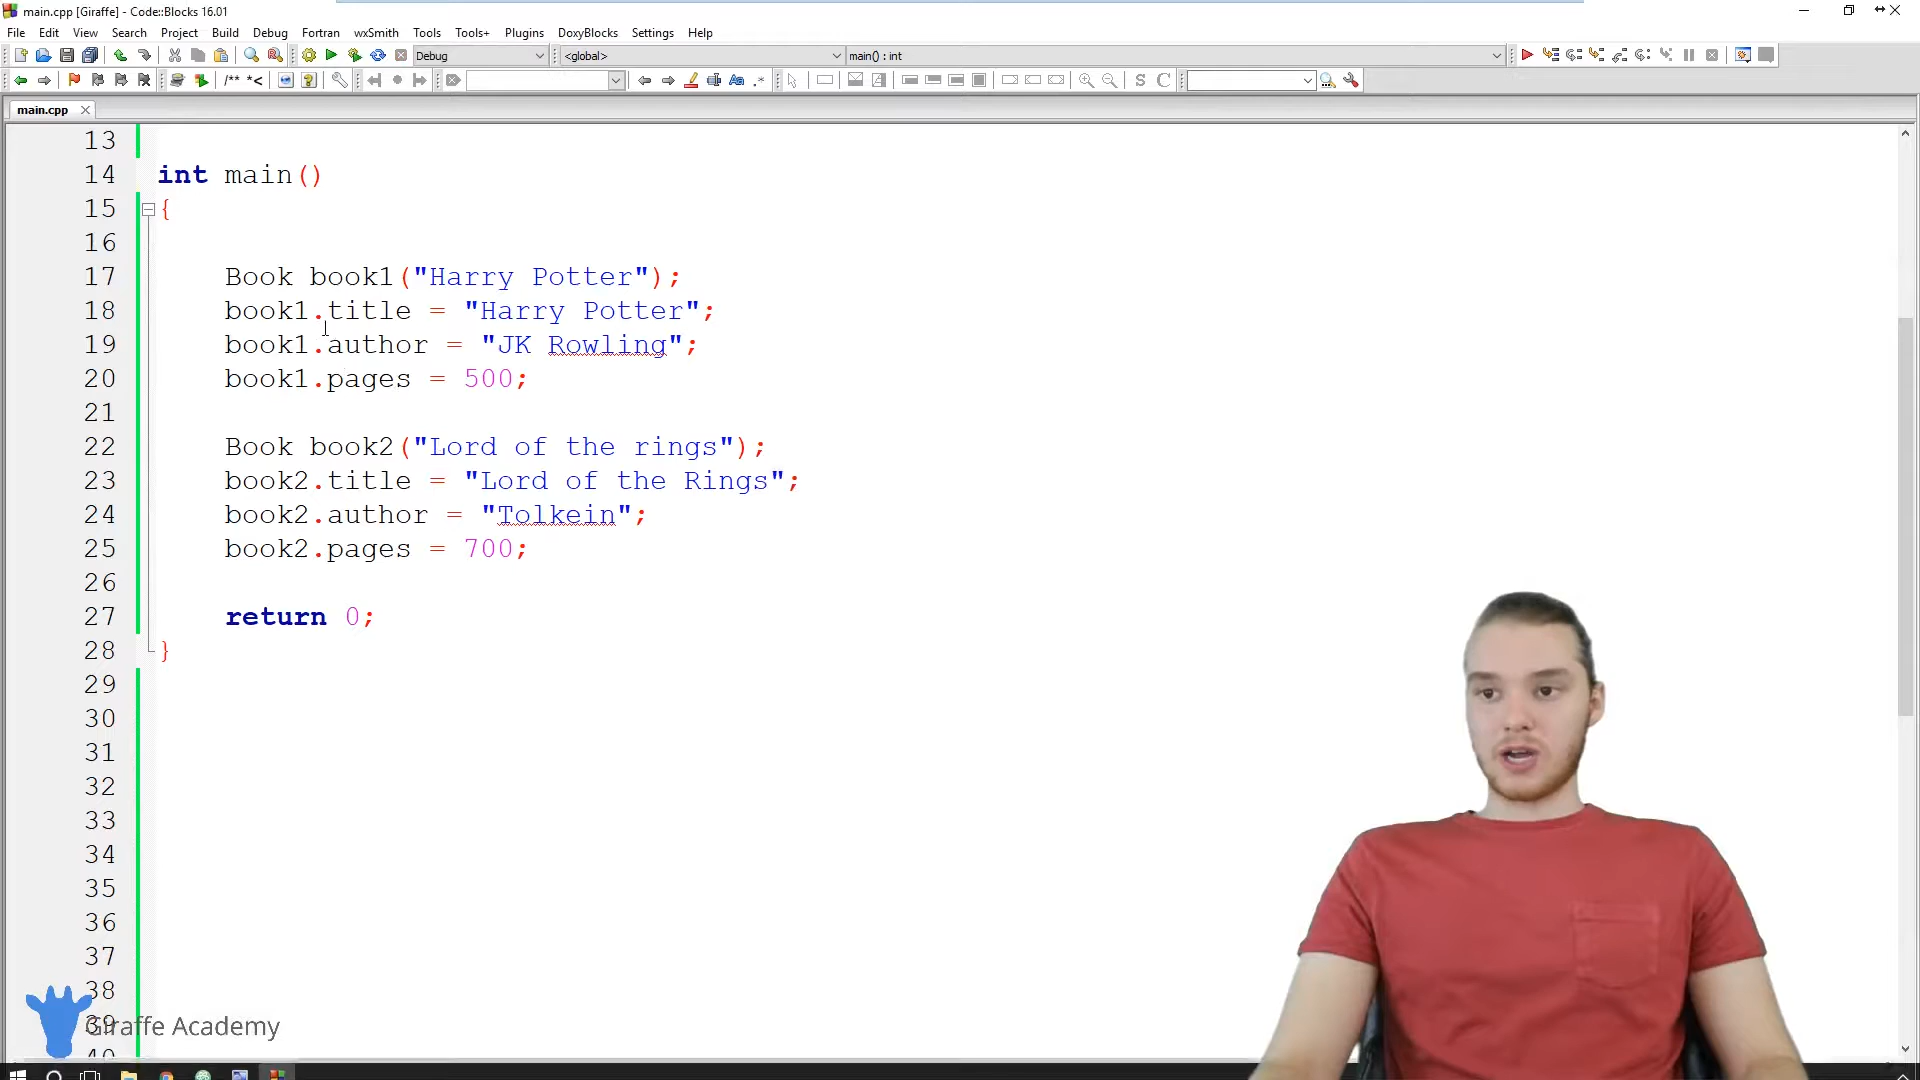 main.cpp [Giraffe] - Code::Blocks 16.01
File Edit View Search Project Build Debug Fortran wxSmith Tools Tools+ Plugins DoxyBlocks Settings Help
Debug <global> main() : int
/** *< Aa .* S C
main.cpp
13
14 int main()
15 {
16
17 Book book1("Harry Potter");
18 book1.title = "Harry Potter";
19 book1.author = "JK Rowling";
20 book1.pages = 500;
21
22 Book book2("Lord of the rings");
23 book2.title = "Lord of the Rings";
24 book2.author = "Tolkein";
25 book2.pages = 700;
26
27 return 0;
28 }
29
30
31
32
33
34
35
36
37
38
39
Giraffe Academy
40